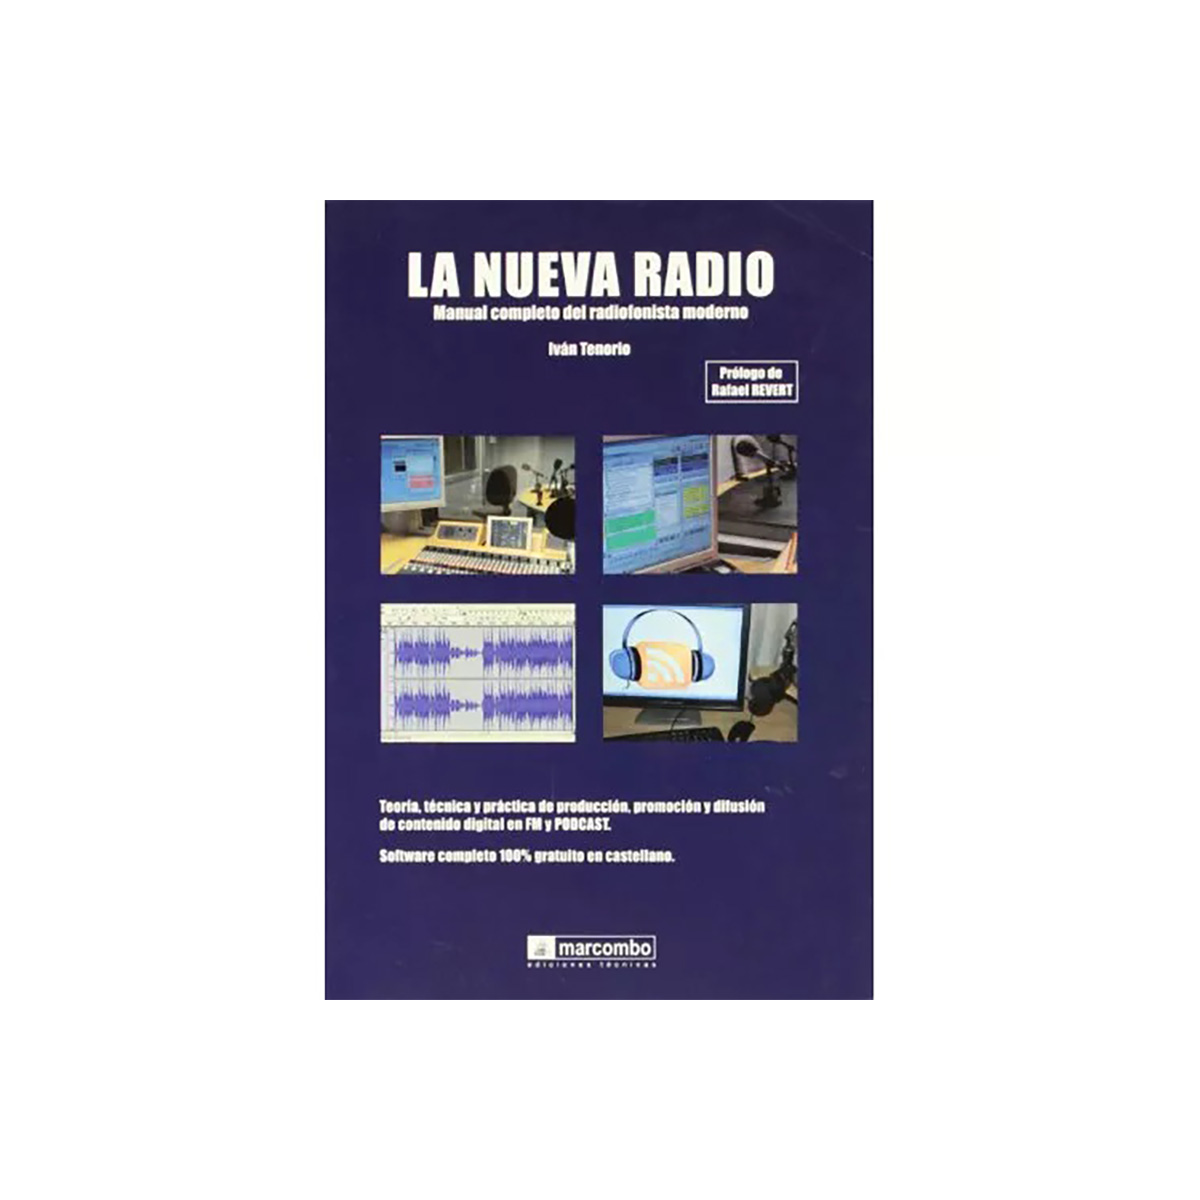 LA NUEVA RADIO
Manual completo del radiofonista moderno
Iván Tenorio
Prólogo de
Rafael REVERT
Teoría, técnica y práctica de producción, promoción y difusión
de contenido digital en FM y PODCAST.
Software completo 100% gratuito en castellano.
marcombo
ediciones técnicas